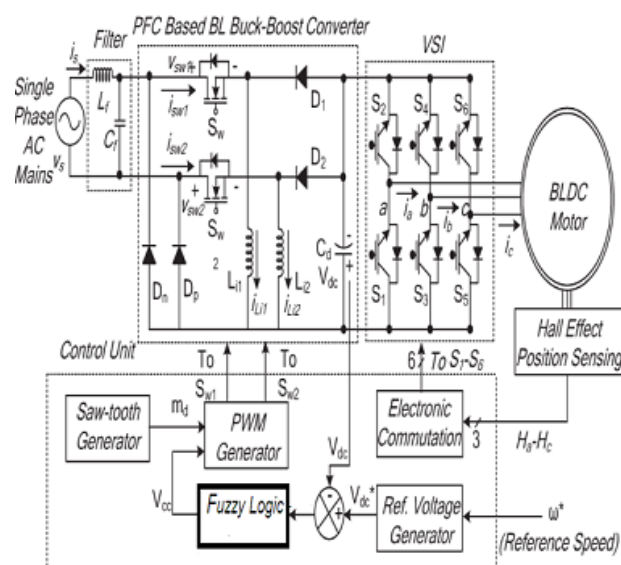 PFC Based BL Buck-Boost Converter
Filter
VSI
i_s
v_sw1 + -
S_2 S_4 S_6
Single
Phase
AC
Mains
L_f
i_sw1
D_1
S_w
C_f
i_sw2
D_2
v_s
+ -
v_sw2
S_w
2
a i_a b i_b c
i_c
BLDC
Motor
C_d
-
V_dc
+
D_n D_p
L_i1 L_i2
i_Li1 i_Li2
S_1 S_3 S_5
Control Unit
To To
S_w1 S_w2
6 To S_1-S_6
Hall Effect
Position Sensing
Saw-tooth
Generator
m_d
PWM
Generator
Electronic
Commutation
3
H_a-H_c
V_dc
V_cc
Fuzzy Logic
-
+
V_dc*
Ref. Voltage
Generator
ω*
(Reference Speed)